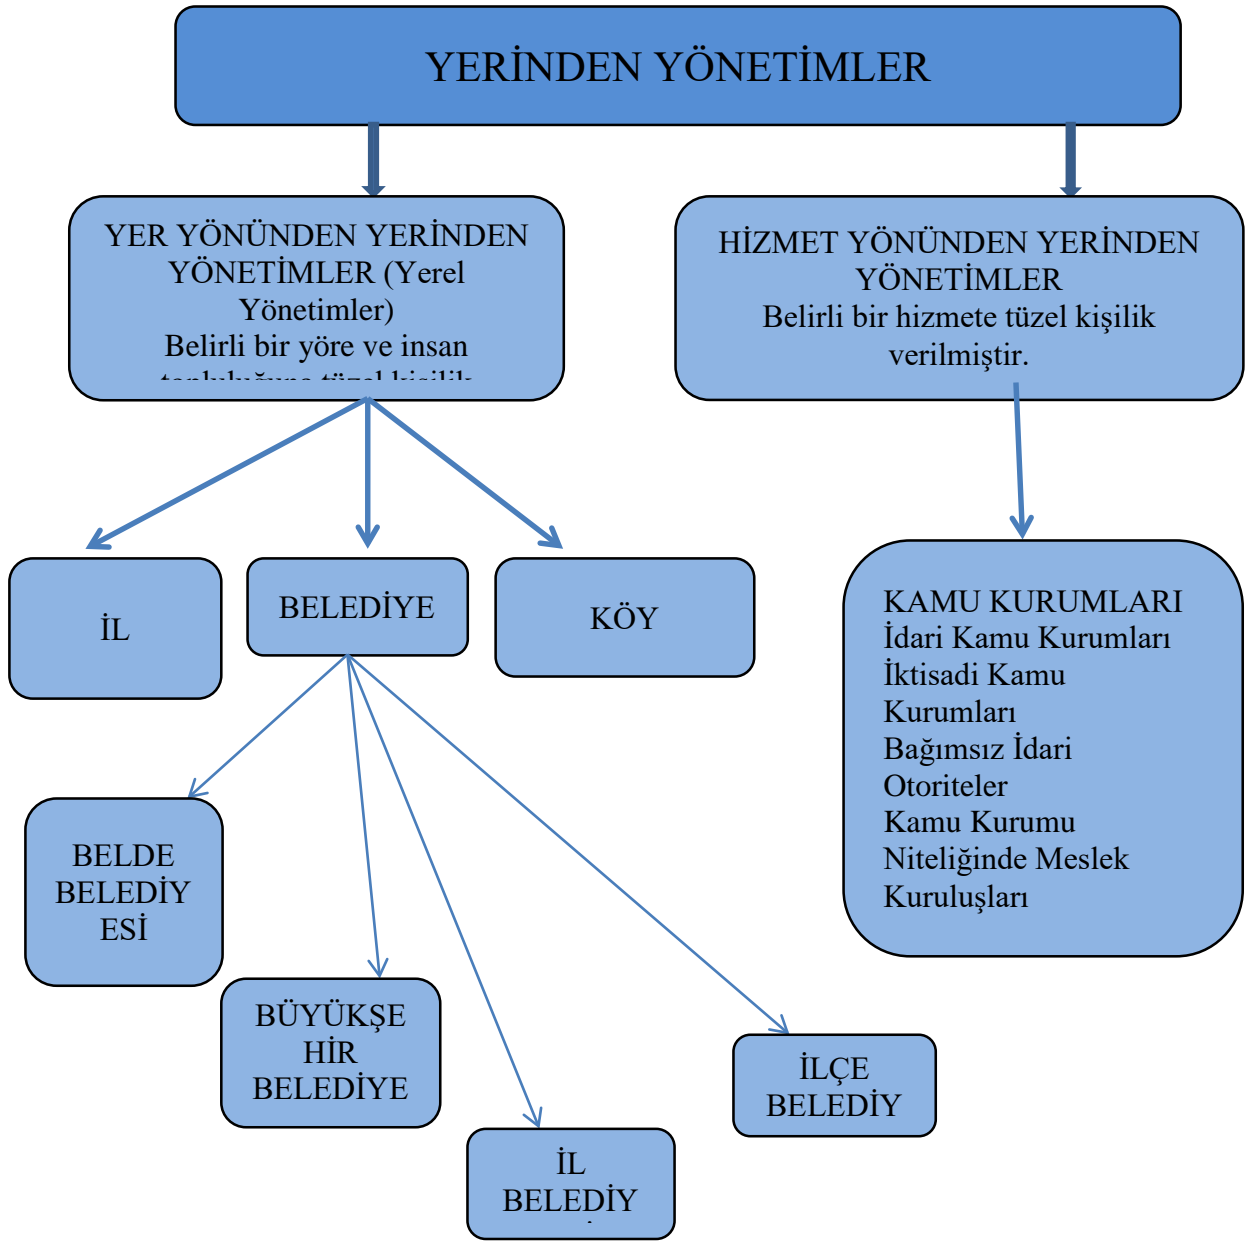 YERİNDEN YÖNETİMLER
YER YÖNÜNDEN YERİNDEN
YÖNETİMLER (Yerel
Yönetimler)
Belirli bir yöre ve insan
topluluğuna tüzel kişilik
HİZMET YÖNÜNDEN YERİNDEN
YÖNETİMLER
Belirli bir hizmete tüzel kişilik
verilmiştir.
İL
BELEDİYE
KÖY
KAMU KURUMLARI
İdari Kamu Kurumları
İktisadi Kamu
Kurumları
Bağımsız İdari
Otoriteler
Kamu Kurumu
Niteliğinde Meslek
Kuruluşları
BELDE
BELEDİY
ESİ
BÜYÜKŞE
HİR
BELEDİYE
İL
BELEDİY
İLÇE
BELEDİY